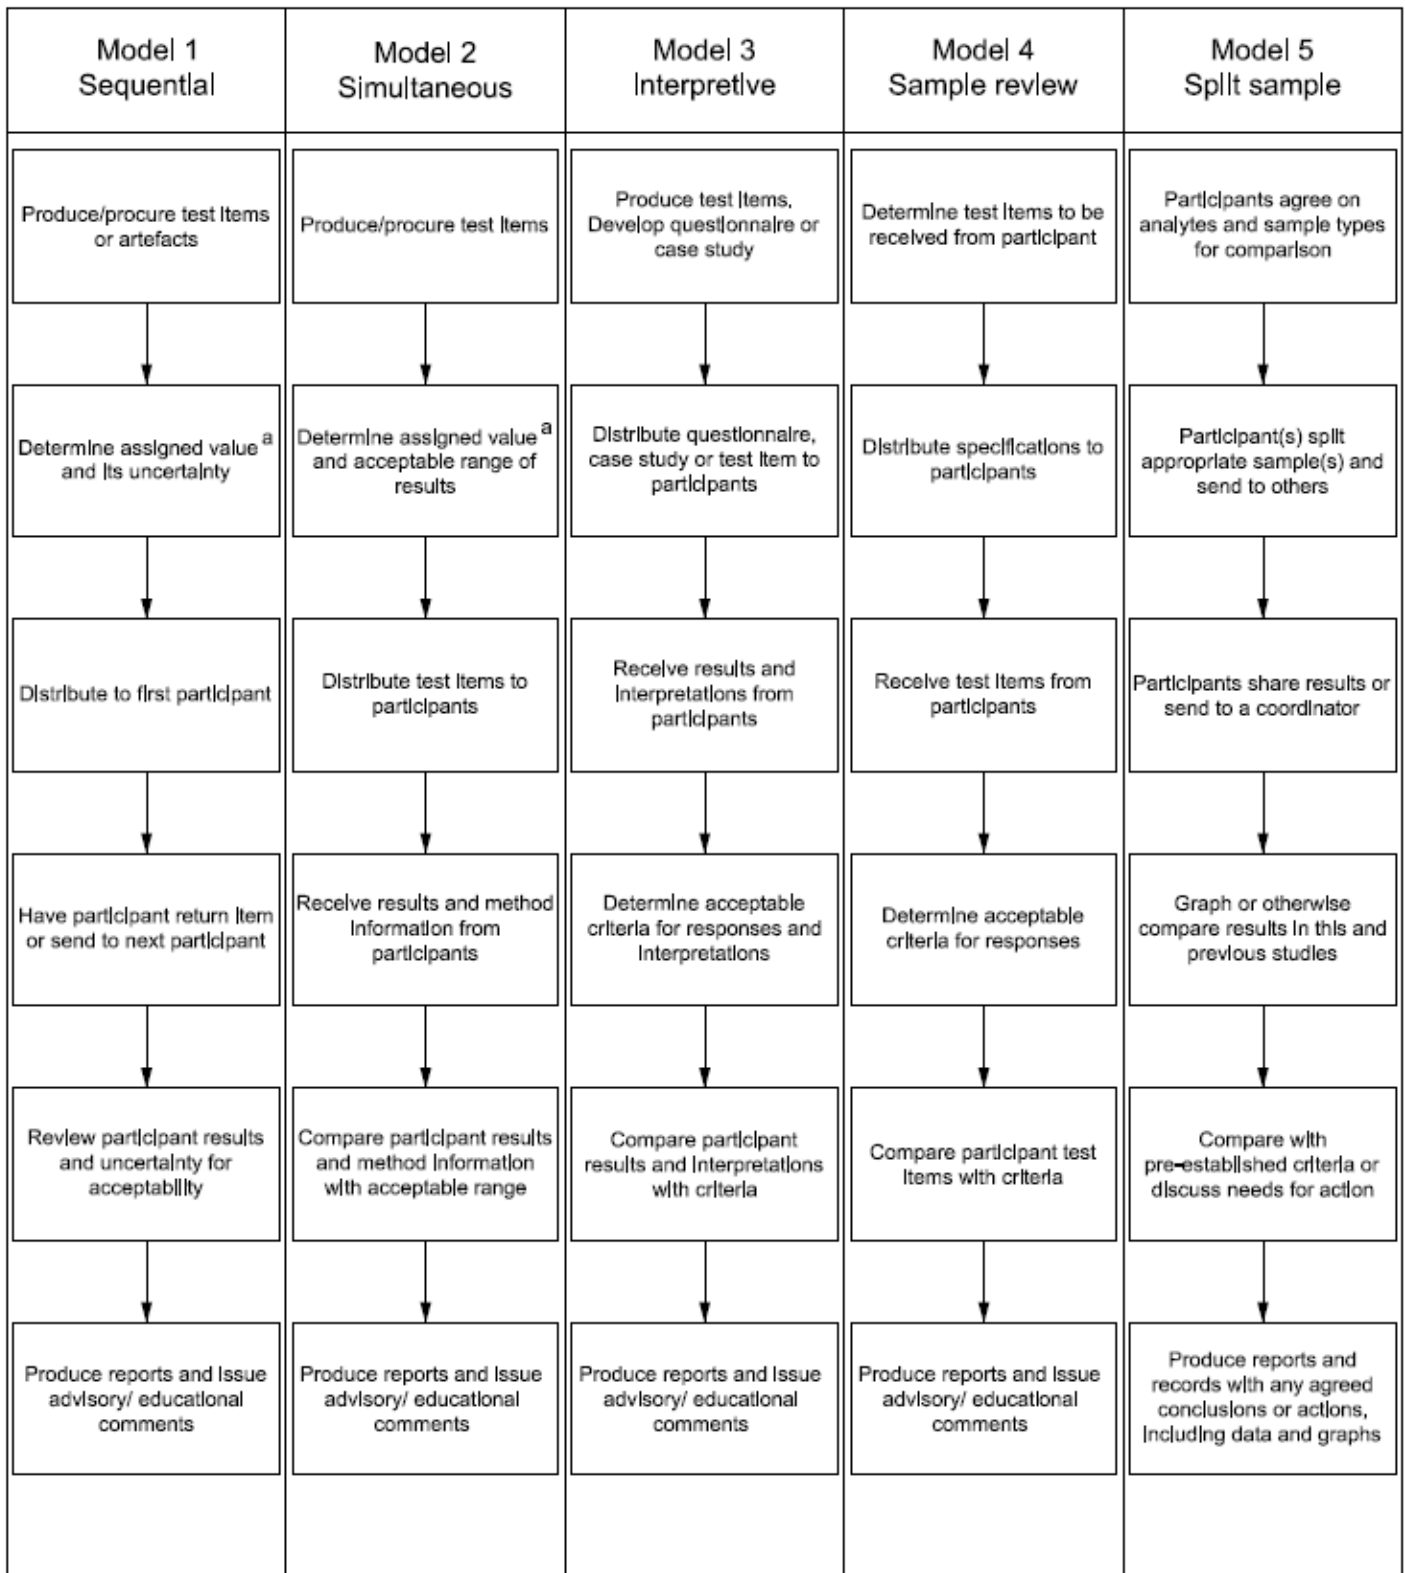 Model 1
Sequential
Model 2
Simultaneous
Model 3
Interpretive
Model 4
Sample review
Model 5
Split sample
Produce/procure test items
or artefacts
Produce/procure test items
Produce test items,
Develop questionnaire or
case study
Determine test items to be
received from participant
Participants agree on
analytes and sample types
for comparison
Determine assigned value a
and its uncertainty
Determine assigned value a
and acceptable range of
results
Distribute questionnaire,
case study or test item to
participants
Distribute specifications to
participants
Participant(s) split
appropriate sample(s) and
send to others
Distribute to first participant
Distribute test items to
participants
Receive results and
interpretations from
participants
Receive test items from
participants
Participants share results or
send to a coordinator
Have participant return item
or send to next participant
Receive results and method
information from
participants
Determine acceptable
criteria for responses and
interpretations
Determine acceptable
criteria for responses
Graph or otherwise
compare results in this and
previous studies
Review participant results
and uncertainty for
acceptability
Compare participant results
and method information
with acceptable range
Compare participant
results and interpretations
with criteria
Compare participant test
items with criteria
Compare with
pre-established criteria or
discuss needs for action
Produce reports and issue
advisory/ educational
comments
Produce reports and issue
advisory/ educational
comments
Produce reports and issue
advisory/ educational
comments
Produce reports and issue
advisory/ educational
comments
Produce reports and
records with any agreed
conclusions or actions,
including data and graphs